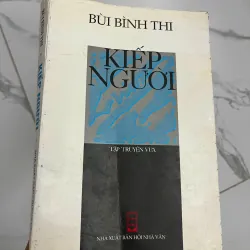 BÙI BÌNH THI
KIẾP
NGƯỜI
TẬP TRUYỆN VỪA
NHÀ XUẤT BẢN HỘI NHÀ VĂN